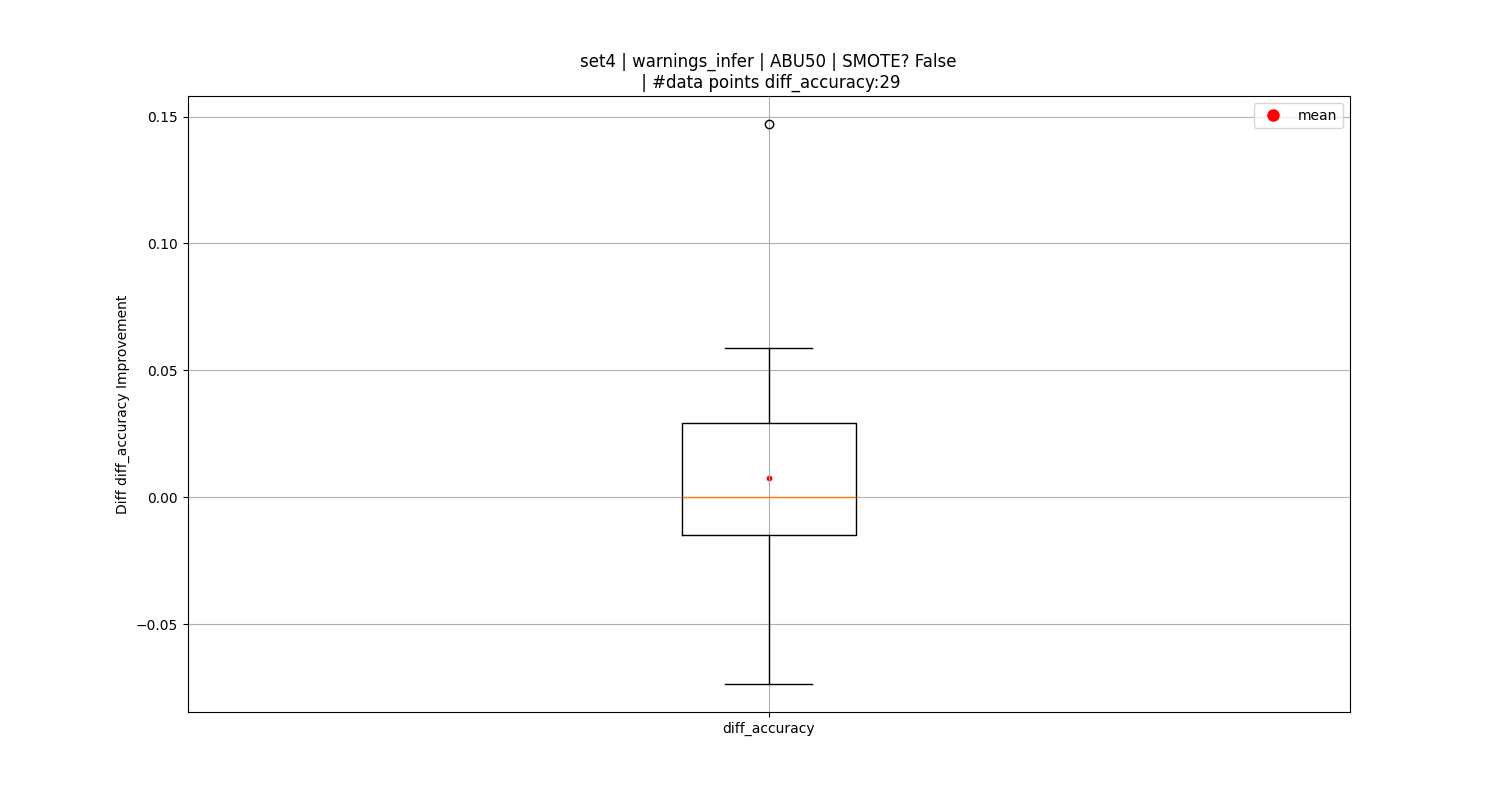 set4 | warnings_infer | ABU50 | SMOTE? False
| #data points diff_accuracy:29
mean
0.15
0.10
0.05
0.00
−0.05
Diff diff_accuracy Improvement
diff_accuracy